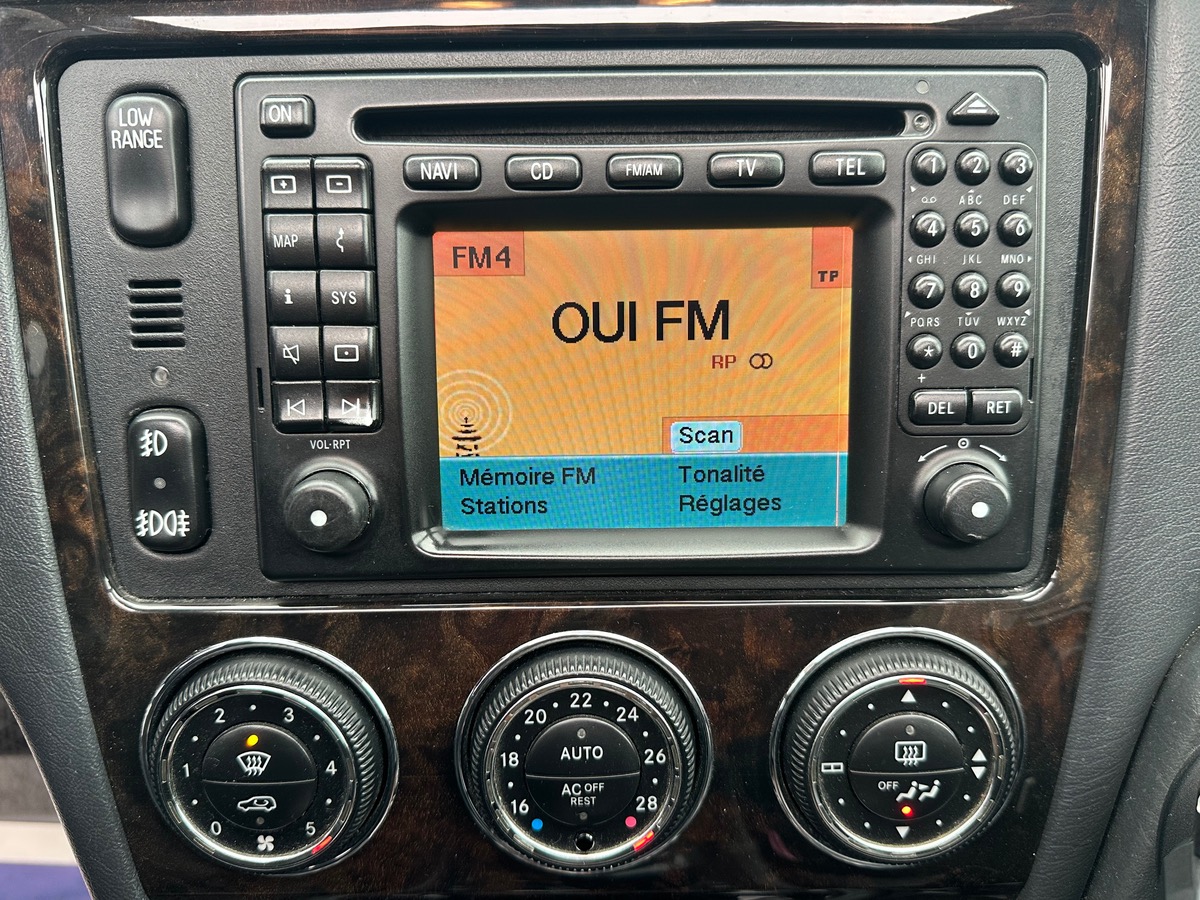 LOW
RANGE
ON
NAVI
CD
FM/AM
TV
TEL
MAP
i
SYS
VOL-RPT
FM4
TP
OUI FM
RP
Scan
Mémoire FM
Tonalité
Stations
Réglages
1
2
3
ABC
DEF
4
5
6
GHI
JKL
MNO
7
8
9
PQRS
TUV
WXYZ
*
0
#
+
DEL
RET
0
1
2
3
4
5
16
18
20
22
24
26
28
AUTO
AC OFF
REST
OFF